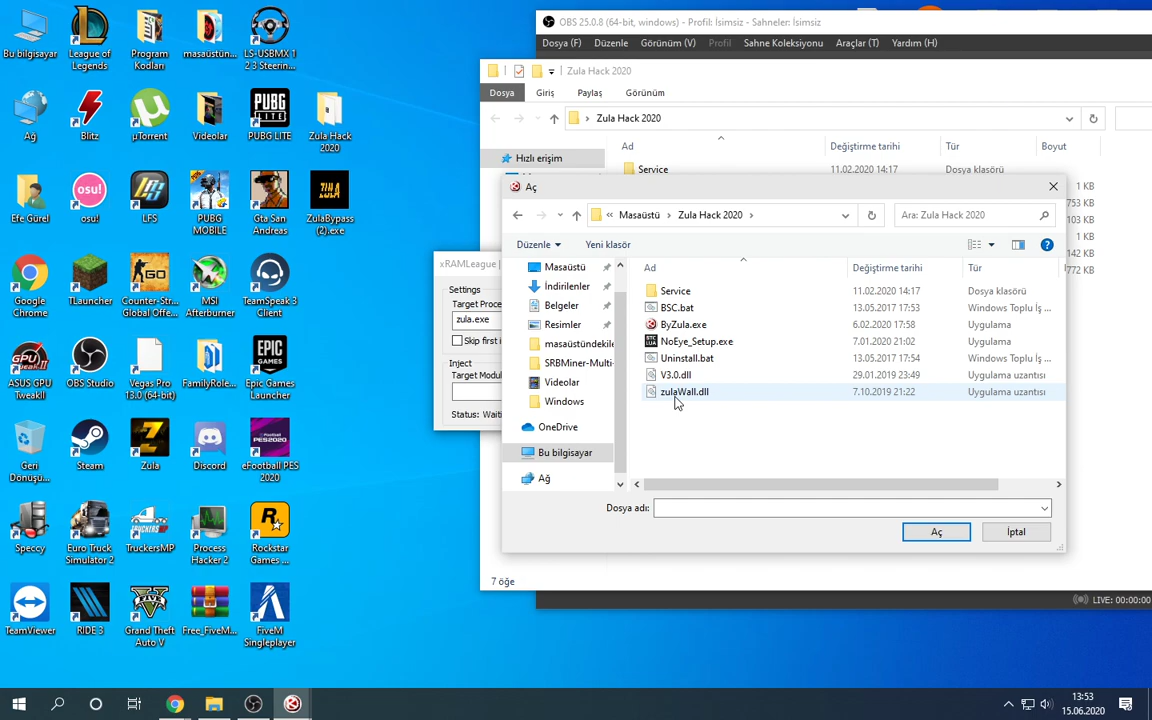 Bu bilgisayar
League of Legends
Program Kodları
masaüstün...
LS-USBMX 1 2 3 Steerin...
Ağ
Blitz
µTorrent
Videolar
PUBG LITE
Zula Hack 2020
Efe Gürel
osu!
LFS
PUBG MOBILE
Gta San Andreas
ZulaBypass (2).exe
Google Chrome
TLauncher
Counter-Str... Global Offe...
MSI Afterburner
TeamSpeak 3 Client
ASUS GPU TweakII
OBS Studio
Vegas Pro 13.0 (64-bit)
FamilyRole...
Epic Games Launcher
Geri Dönüşü...
Steam
Zula
Discord
eFootball PES 2020
Speccy
Euro Truck Simulator 2
TruckersMP
Process Hacker 2
Rockstar Games ...
TeamViewer
RIDE 3
Grand Theft Auto V
Free_FiveM...
FiveM Singleplayer
OBS 25.0.8 (64-bit, windows) - Profil: İsimsiz - Sahneler: İsimsiz
Dosya (F) Düzenle Görünüm (V) Profil Sahne Koleksiyonu Araçlar (T) Yardım (H)
Zula Hack 2020
Dosya Giriş Paylaş Görünüm
Zula Hack 2020
Hızlı erişim
Ad Değiştirme tarihi Tür Boyut
Service 11.02.2020 14:17 Dosya klasörü
1 KB
753 KB
103 KB
1 KB
142 KB
772 KB
7 öğe
xRAMLeague |
Settings
Target Proce
zula.exe
Skip first i
Inject
Target Modul
Status: Waiti
Aç
« Masaüstü > Zula Hack 2020 >
Ara: Zula Hack 2020
Düzenle Yeni klasör
Masaüstü
İndirilenler
Belgeler
Resimler
masaüstündekile
SRBMiner-Multi-
Videolar
Windows
OneDrive
Bu bilgisayar
Ağ
Ad Değiştirme tarihi Tür
Service 11.02.2020 14:17 Dosya klasörü
BSC.bat 13.05.2017 17:53 Windows Toplu İş ...
ByZula.exe 6.02.2020 17:58 Uygulama
NoEye_Setup.exe 7.01.2020 21:02 Uygulama
Uninstall.bat 13.05.2017 17:54 Windows Toplu İş ...
V3.0.dll 29.01.2019 23:49 Uygulama uzantısı
zulaWall.dll 7.10.2019 21:22 Uygulama uzantısı
Dosya adı:
Aç İptal
LIVE: 00:00:00
13:53
15.06.2020